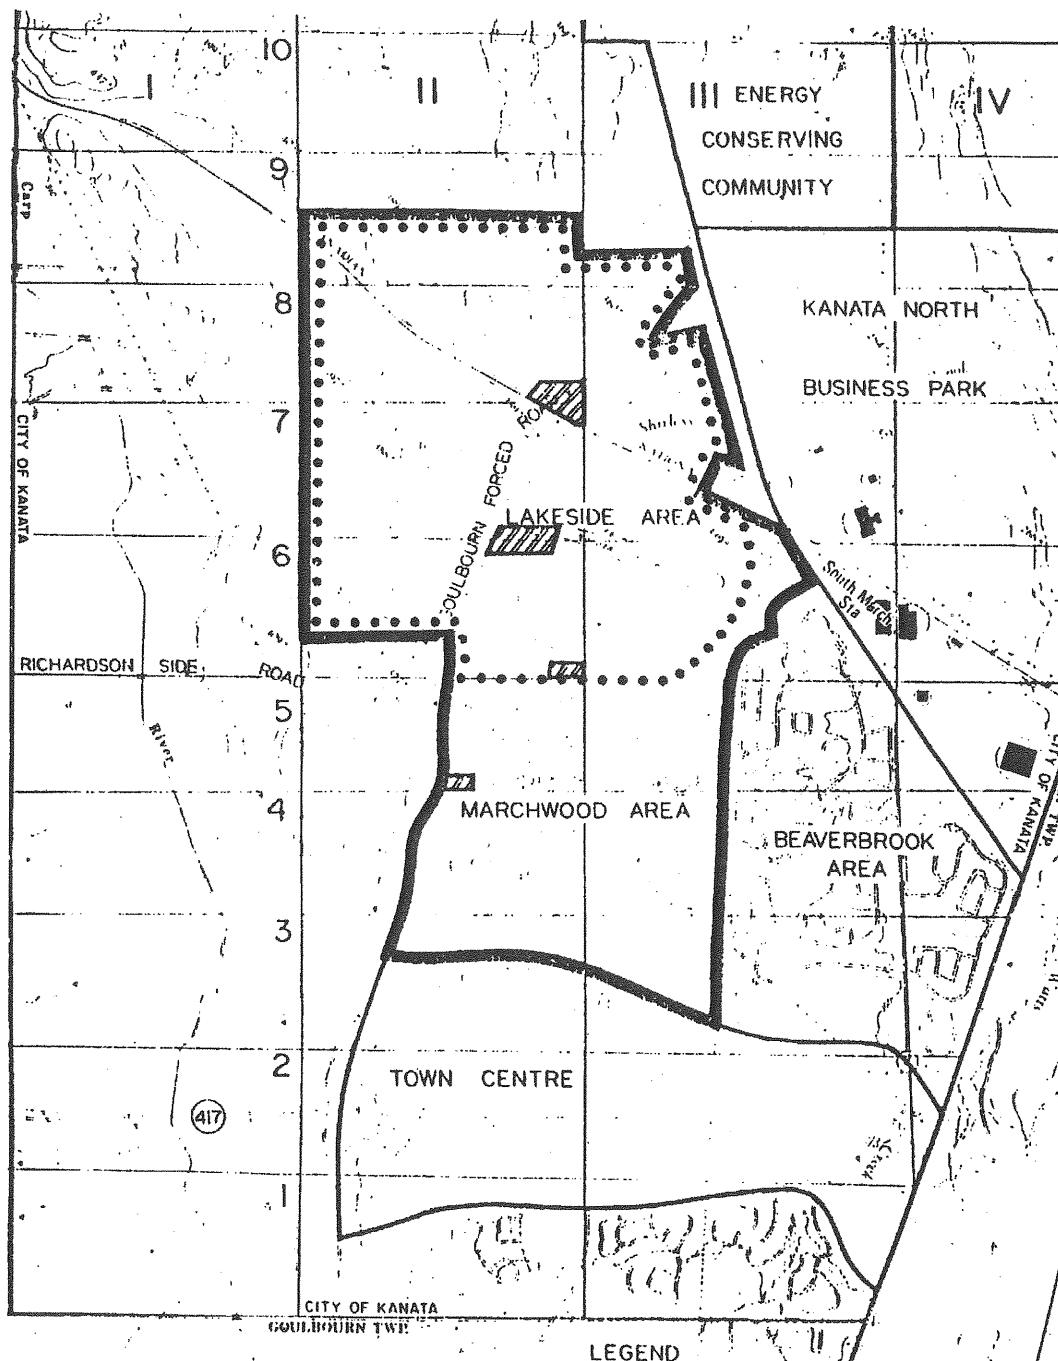 10
I
II
III ENERGY
IV
CONSERVING
COMMUNITY
9
Carp
8
KANATA NORTH
BUSINESS PARK
7
CITY OF KANATA
GOULBOURN FORCED ROAD
LAKESIDE AREA
6
South March
Sta
RICHARDSON SIDE ROAD
5
River
CITY OF KANATA
TWP.
4
MARCHWOOD AREA
BEAVERBROOK
AREA
3
2
TOWN CENTRE
417
Creek
1
CITY OF KANATA
GOULBOURN TWP.
LEGEND